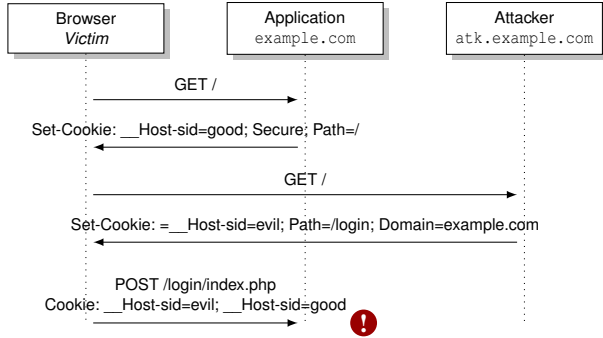 Browser
Victim
Application
example.com
Attacker
atk.example.com
GET /
Set-Cookie: __Host-sid=good; Secure; Path=/
GET /
Set-Cookie: =__Host-sid=evil; Path=/login; Domain=example.com
POST /login/index.php
Cookie: __Host-sid=evil; __Host-sid=good
!